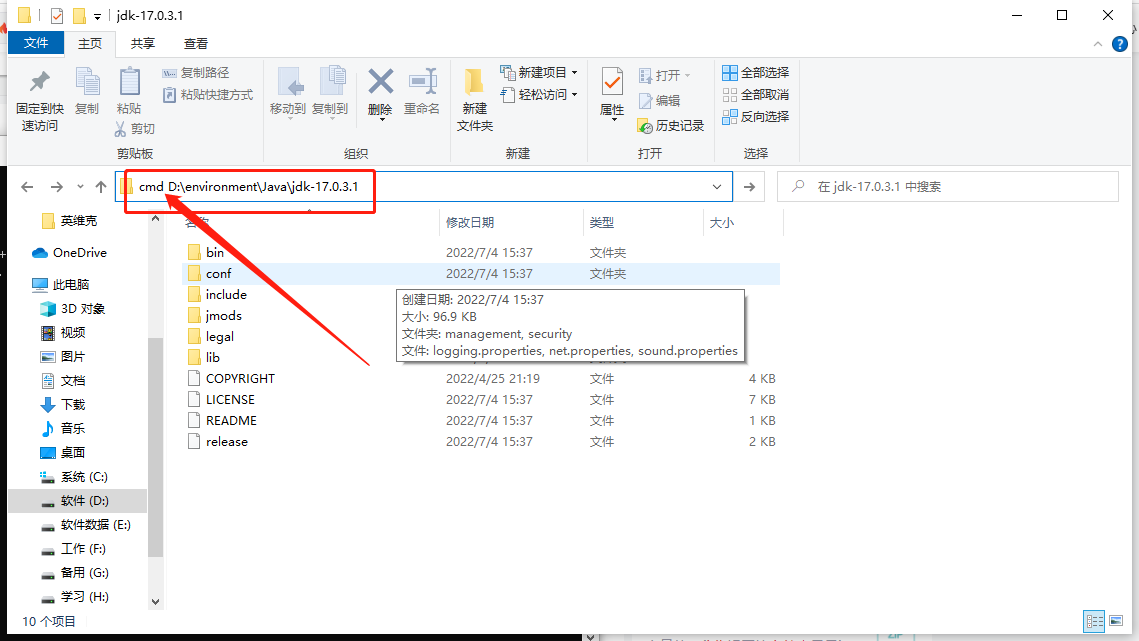 jdk-17.0.3.1
文件 主页 共享 查看
固定到快速访问
复制
粘贴
复制路径
粘贴快捷方式
剪切
剪贴板
移动到
复制到
删除
重命名
组织
新建文件夹
新建项目
轻松访问
新建
属性
打开
编辑
历史记录
打开
全部选择
全部取消
反向选择
选择
cmd D:\environment\Java\jdk-17.0.3.1
在 jdk-17.0.3.1 中搜索
英维克
OneDrive
此电脑
3D 对象
视频
图片
文档
下载
音乐
桌面
系统 (C:)
软件 (D:)
软件数据 (E:)
工作 (F:)
备用 (G:)
学习 (H:)
名称 修改日期 类型 大小
bin 2022/7/4 15:37 文件夹
conf 2022/7/4 15:37 文件夹
include
jmods
legal
lib
COPYRIGHT 2022/4/25 21:19 文件 4 KB
LICENSE 2022/7/4 15:37 文件 7 KB
README 2022/7/4 15:37 文件 1 KB
release 2022/7/4 15:37 文件 2 KB
创建日期: 2022/7/4 15:37
大小: 96.9 KB
文件夹: management, security
文件: logging.properties, net.properties, sound.properties
10 个项目